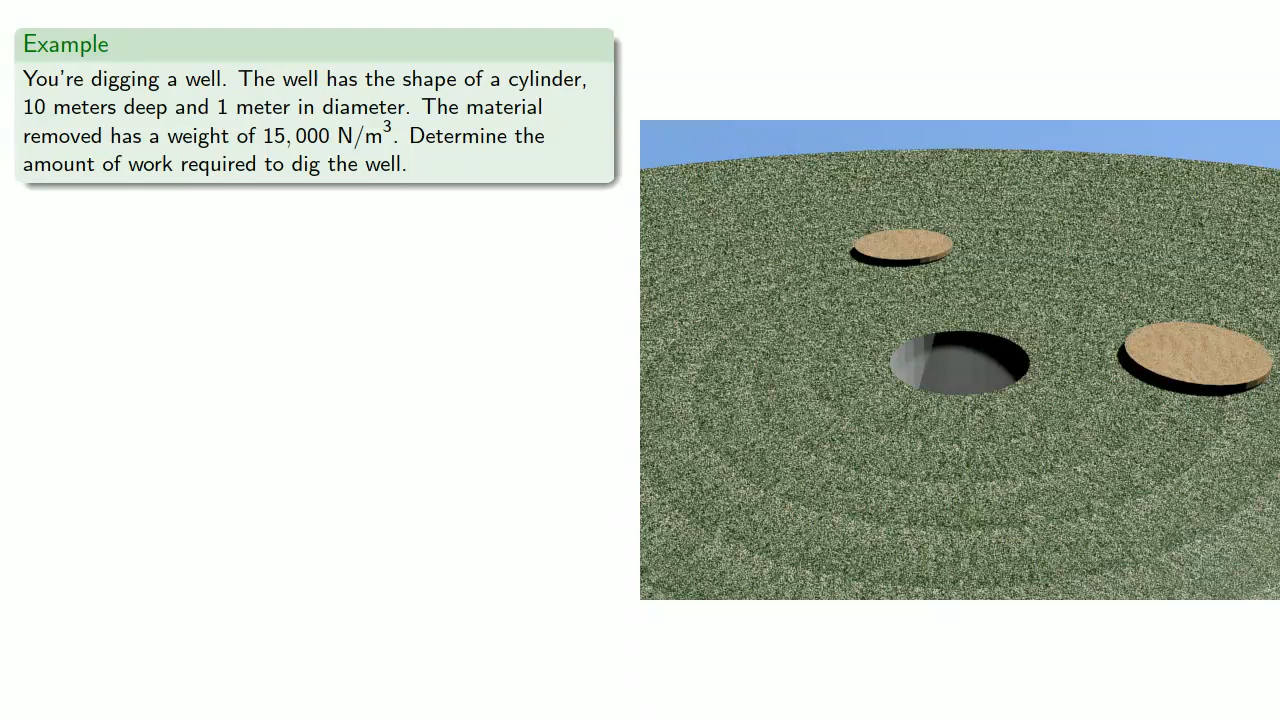 Example
You're digging a well. The well has the shape of a cylinder,
10 meters deep and 1 meter in diameter. The material
removed has a weight of 15,000 N/m³. Determine the
amount of work required to dig the well.